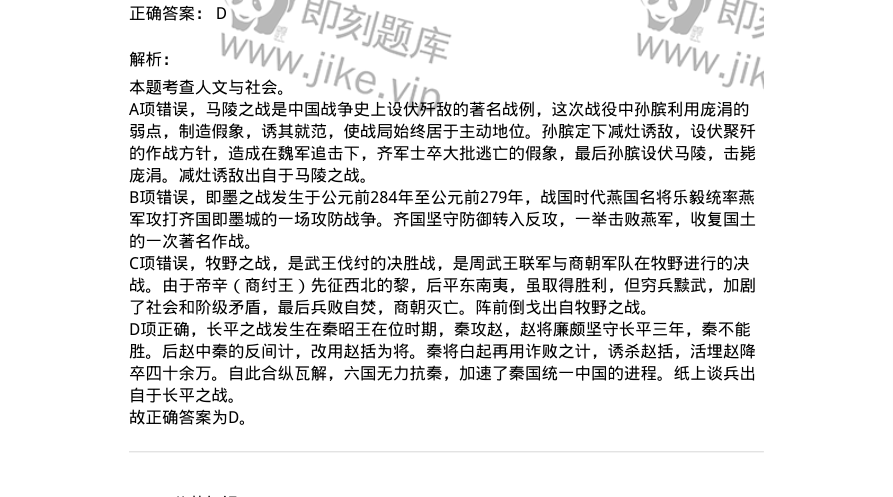 正确答案： D
即刻题库
www.jike.vip
解析：
本题考查人文与社会。
A项错误，马陵之战是中国战争史上设伏歼敌的著名战例，这次战役中孙膑利用庞涓的
弱点，制造假象，诱其就范，使战局始终居于主动地位。孙膑定下减灶诱敌，设伏聚歼
的作战方针，造成在魏军追击下，齐军士卒大批逃亡的假象，最后孙膑设伏马陵，击毙
庞涓。减灶诱敌出自于马陵之战。
B项错误，即墨之战发生于公元前284年至公元前279年，战国时代燕国名将乐毅统率燕
军攻打齐国即墨城的一场攻防战争。齐国坚守防御转入反攻，一举击败燕军，收复国土
的一次著名作战。
C项错误，牧野之战，是武王伐纣的决胜战，是周武王联军与商朝军队在牧野进行的决
战。由于帝辛（商纣王）先征西北的黎，后平东南夷，虽取得胜利，但穷兵黩武，加剧
了社会和阶级矛盾，最后兵败自焚，商朝灭亡。阵前倒戈出自牧野之战。
D项正确，长平之战发生在秦昭王在位时期，秦攻赵，赵将廉颇坚守长平三年，秦不能
胜。后赵中秦的反间计，改用赵括为将。秦将白起再用诈败之计，诱杀赵括，活埋赵降
卒四十余万。自此合纵瓦解，六国无力抗秦，加速了秦国统一中国的进程。纸上谈兵出
自于长平之战。
故正确答案为D。